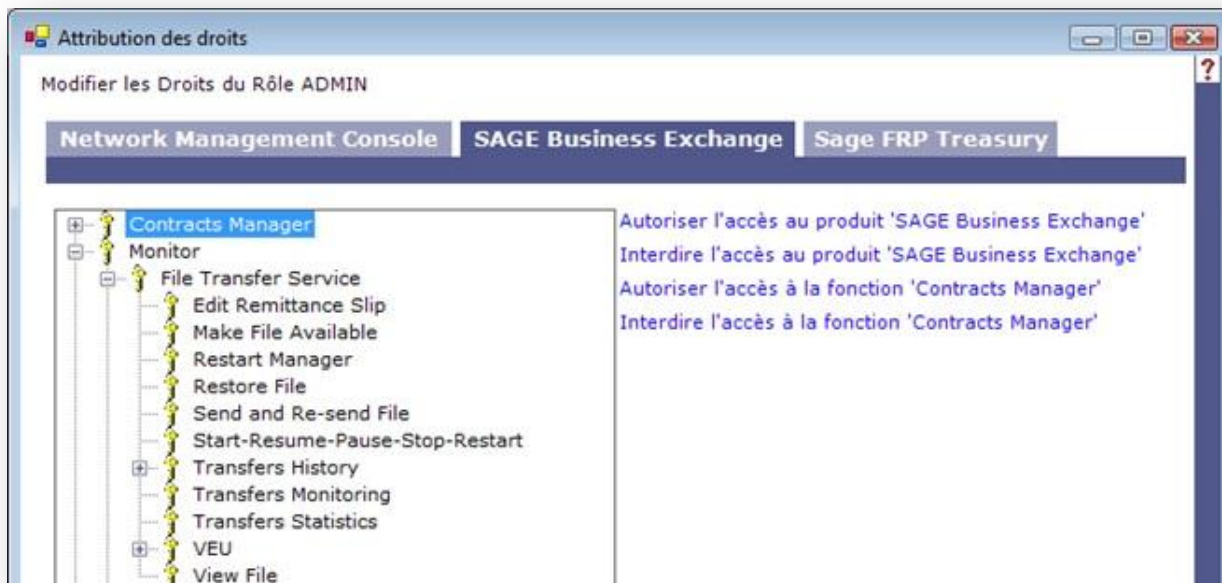 Attribution des droits
?
Modifier les Droits du Rôle ADMIN
Network Management Console SAGE Business Exchange Sage FRP Treasury
Contracts Manager
Monitor
File Transfer Service
Edit Remittance Slip
Make File Available
Restart Manager
Restore File
Send and Re-send File
Start-Resume-Pause-Stop-Restart
Transfers History
Transfers Monitoring
Transfers Statistics
VEU
View File
Autoriser l'accès au produit 'SAGE Business Exchange'
Interdire l'accès au produit 'SAGE Business Exchange'
Autoriser l'accès à la fonction 'Contracts Manager'
Interdire l'accès à la fonction 'Contracts Manager'